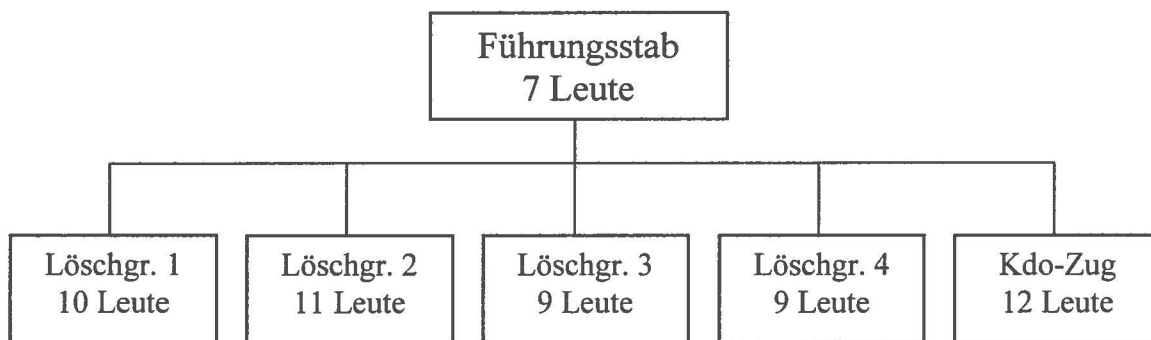 Führungsstab
7 Leute
Löschgr. 1
10 Leute
Löschgr. 2
11 Leute
Löschgr. 3
9 Leute
Löschgr. 4
9 Leute
Kdo-Zug
12 Leute